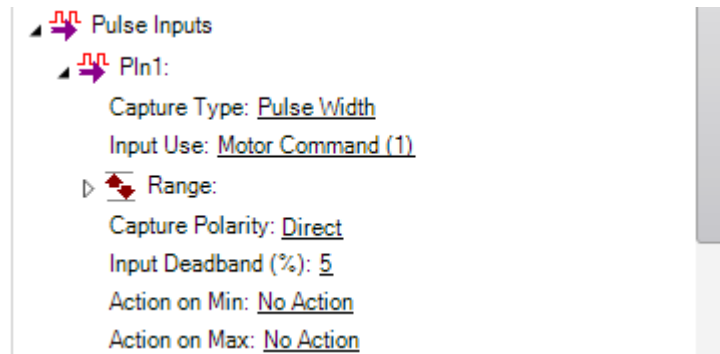 Pulse Inputs
PIn1:
Capture Type: Pulse Width
Input Use: Motor Command (1)
Range:
Capture Polarity: Direct
Input Deadband (%): 5
Action on Min: No Action
Action on Max: No Action